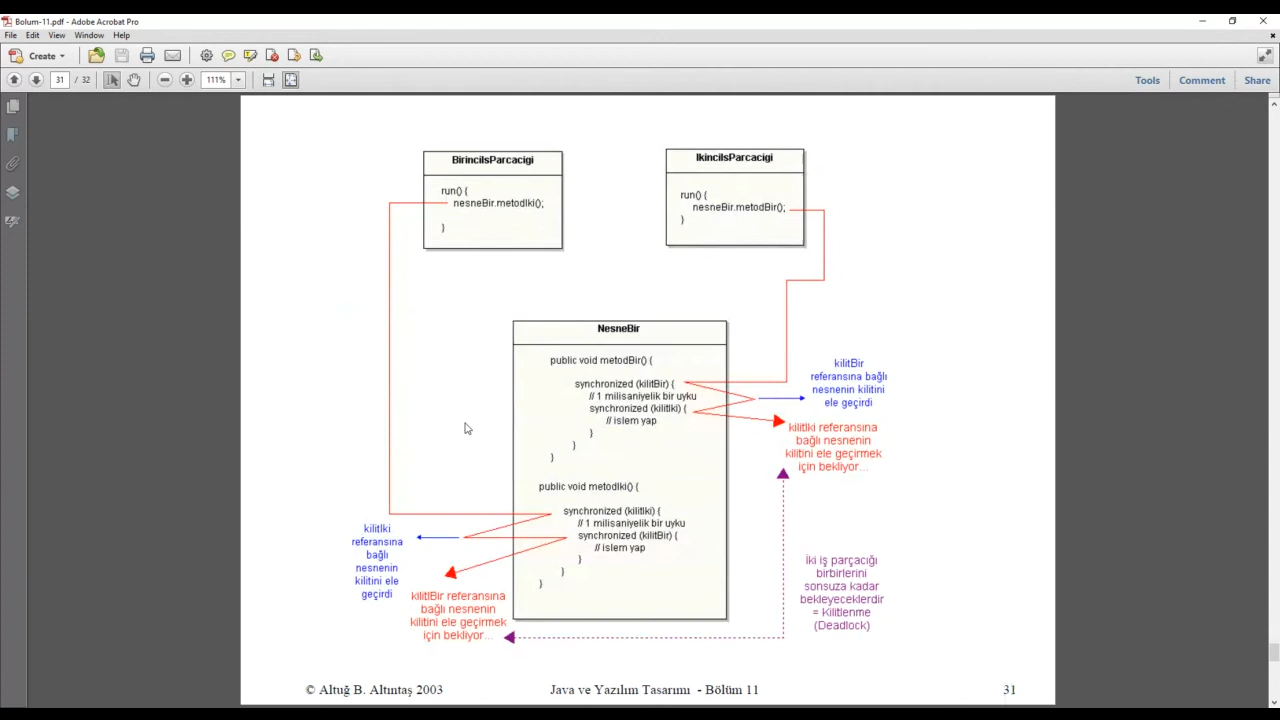 Bolum-11.pdf - Adobe Acrobat Pro
File Edit View Window Help
Create
31 / 32
111%
Tools Comment Share
BirinciIsParcacigi
run() {
nesneBir.metodIki();
}
IkinciIsParcacigi
run() {
nesneBir.metodBir();
}
NesneBir
public void metodBir() {
synchronized (kilitBir) {
// 1 milisaniyelik bir uyku
synchronized (kilitIki) {
// islem yap
}
}
}
public void metodIki() {
synchronized (kilitIki) {
// 1 milisaniyelik bir uyku
synchronized (kilitBir) {
// islem yap
}
}
}
kilitBir
referasına bağlı
nesnenin kilitini
ele geçirdi
kilitIki referasına
bağlı nesnenin
kilitini ele geçirmek
için bekliyor...
kilitIki
referasına
bağlı
nesnenin
kilitini ele
geçirdi
kilitIBir referasına
bağlı nesnenin
kilitini ele geçirmek
için bekliyor...
İki iş parçacığı
birbirlerini
sonsuza kadar
bekleyeceklerdir
= Kilitlenme
(Deadlock)
© Altuğ B. Altıntaş 2003
Java ve Yazılım Tasarımı - Bölüm 11
31